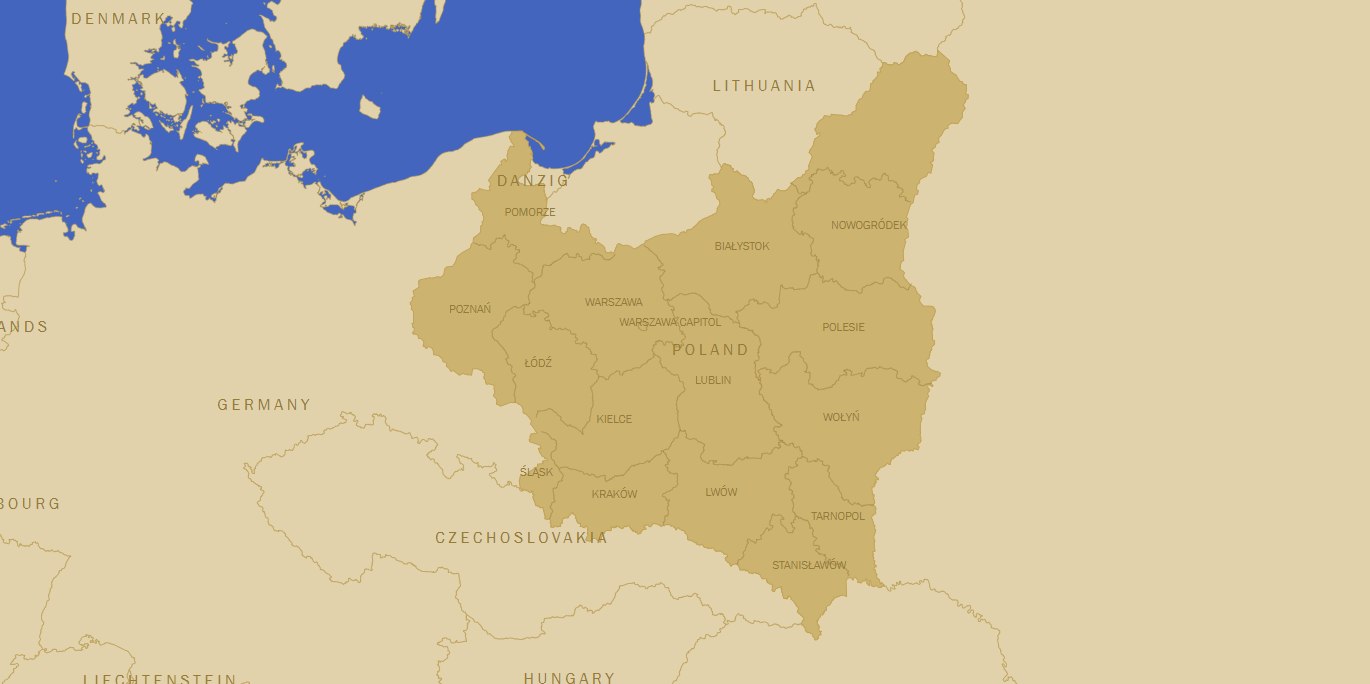 DENMARK
LITHUANIA
DANZIG
POMORZE
NOWOGRÓDEK
BIAŁYSTOK
WARSZAWA
POZNAŃ
WARSZAWA CAPITOL
ANDS
POLESIE
POLAND
ŁÓDŹ
LUBLIN
GERMANY
KIELCE
WOŁYŃ
ŚLĄSK
KRAKÓW
LWÓW
BOURG
TARNOPOL
CZECHOSLOVAKIA
STANISŁAWÓW
HUNGARY
LIECHTENSTEIN